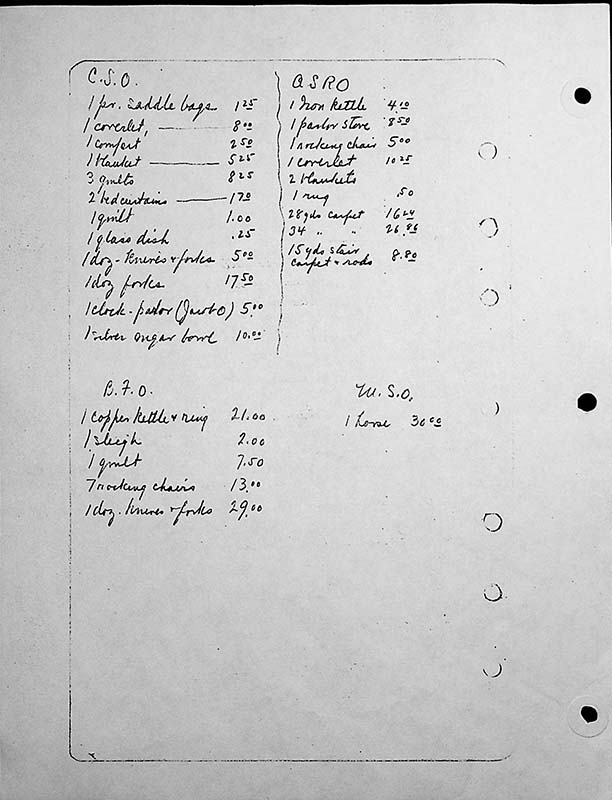 C.S.O.
1 pr. saddle bags 1 25
1 coverlet, — 8 00
1 comfort 2 50
1 blanket — 5 25
3 quilts 8 25
2 bed curtains — 17 0
1 quilt 1.00
1 glass dish .25
1 doz - knives & forks 5 00
1 doz forks 17 50
1 clock - parlor (Jacob O) 5.00
1 silver sugar bowl 10.00
A S R O
1 Iron kettle 4.10
1 parlor stove 8 50
1 rocking chair 5 00
1 coverlet 10 25
2 blankets
1 rug .50
28 yds carpet 16 24
34 " " 26.86
15 yds stair
carpet & rods 8.80
B.F.O.
1 Copper kettle & ring 21.00
1 Sleigh 2.00
1 quilt 7.50
7 rocking chairs 13.00
1 doz. knives & forks 29.00
M.S.O.
1 horse 30 00